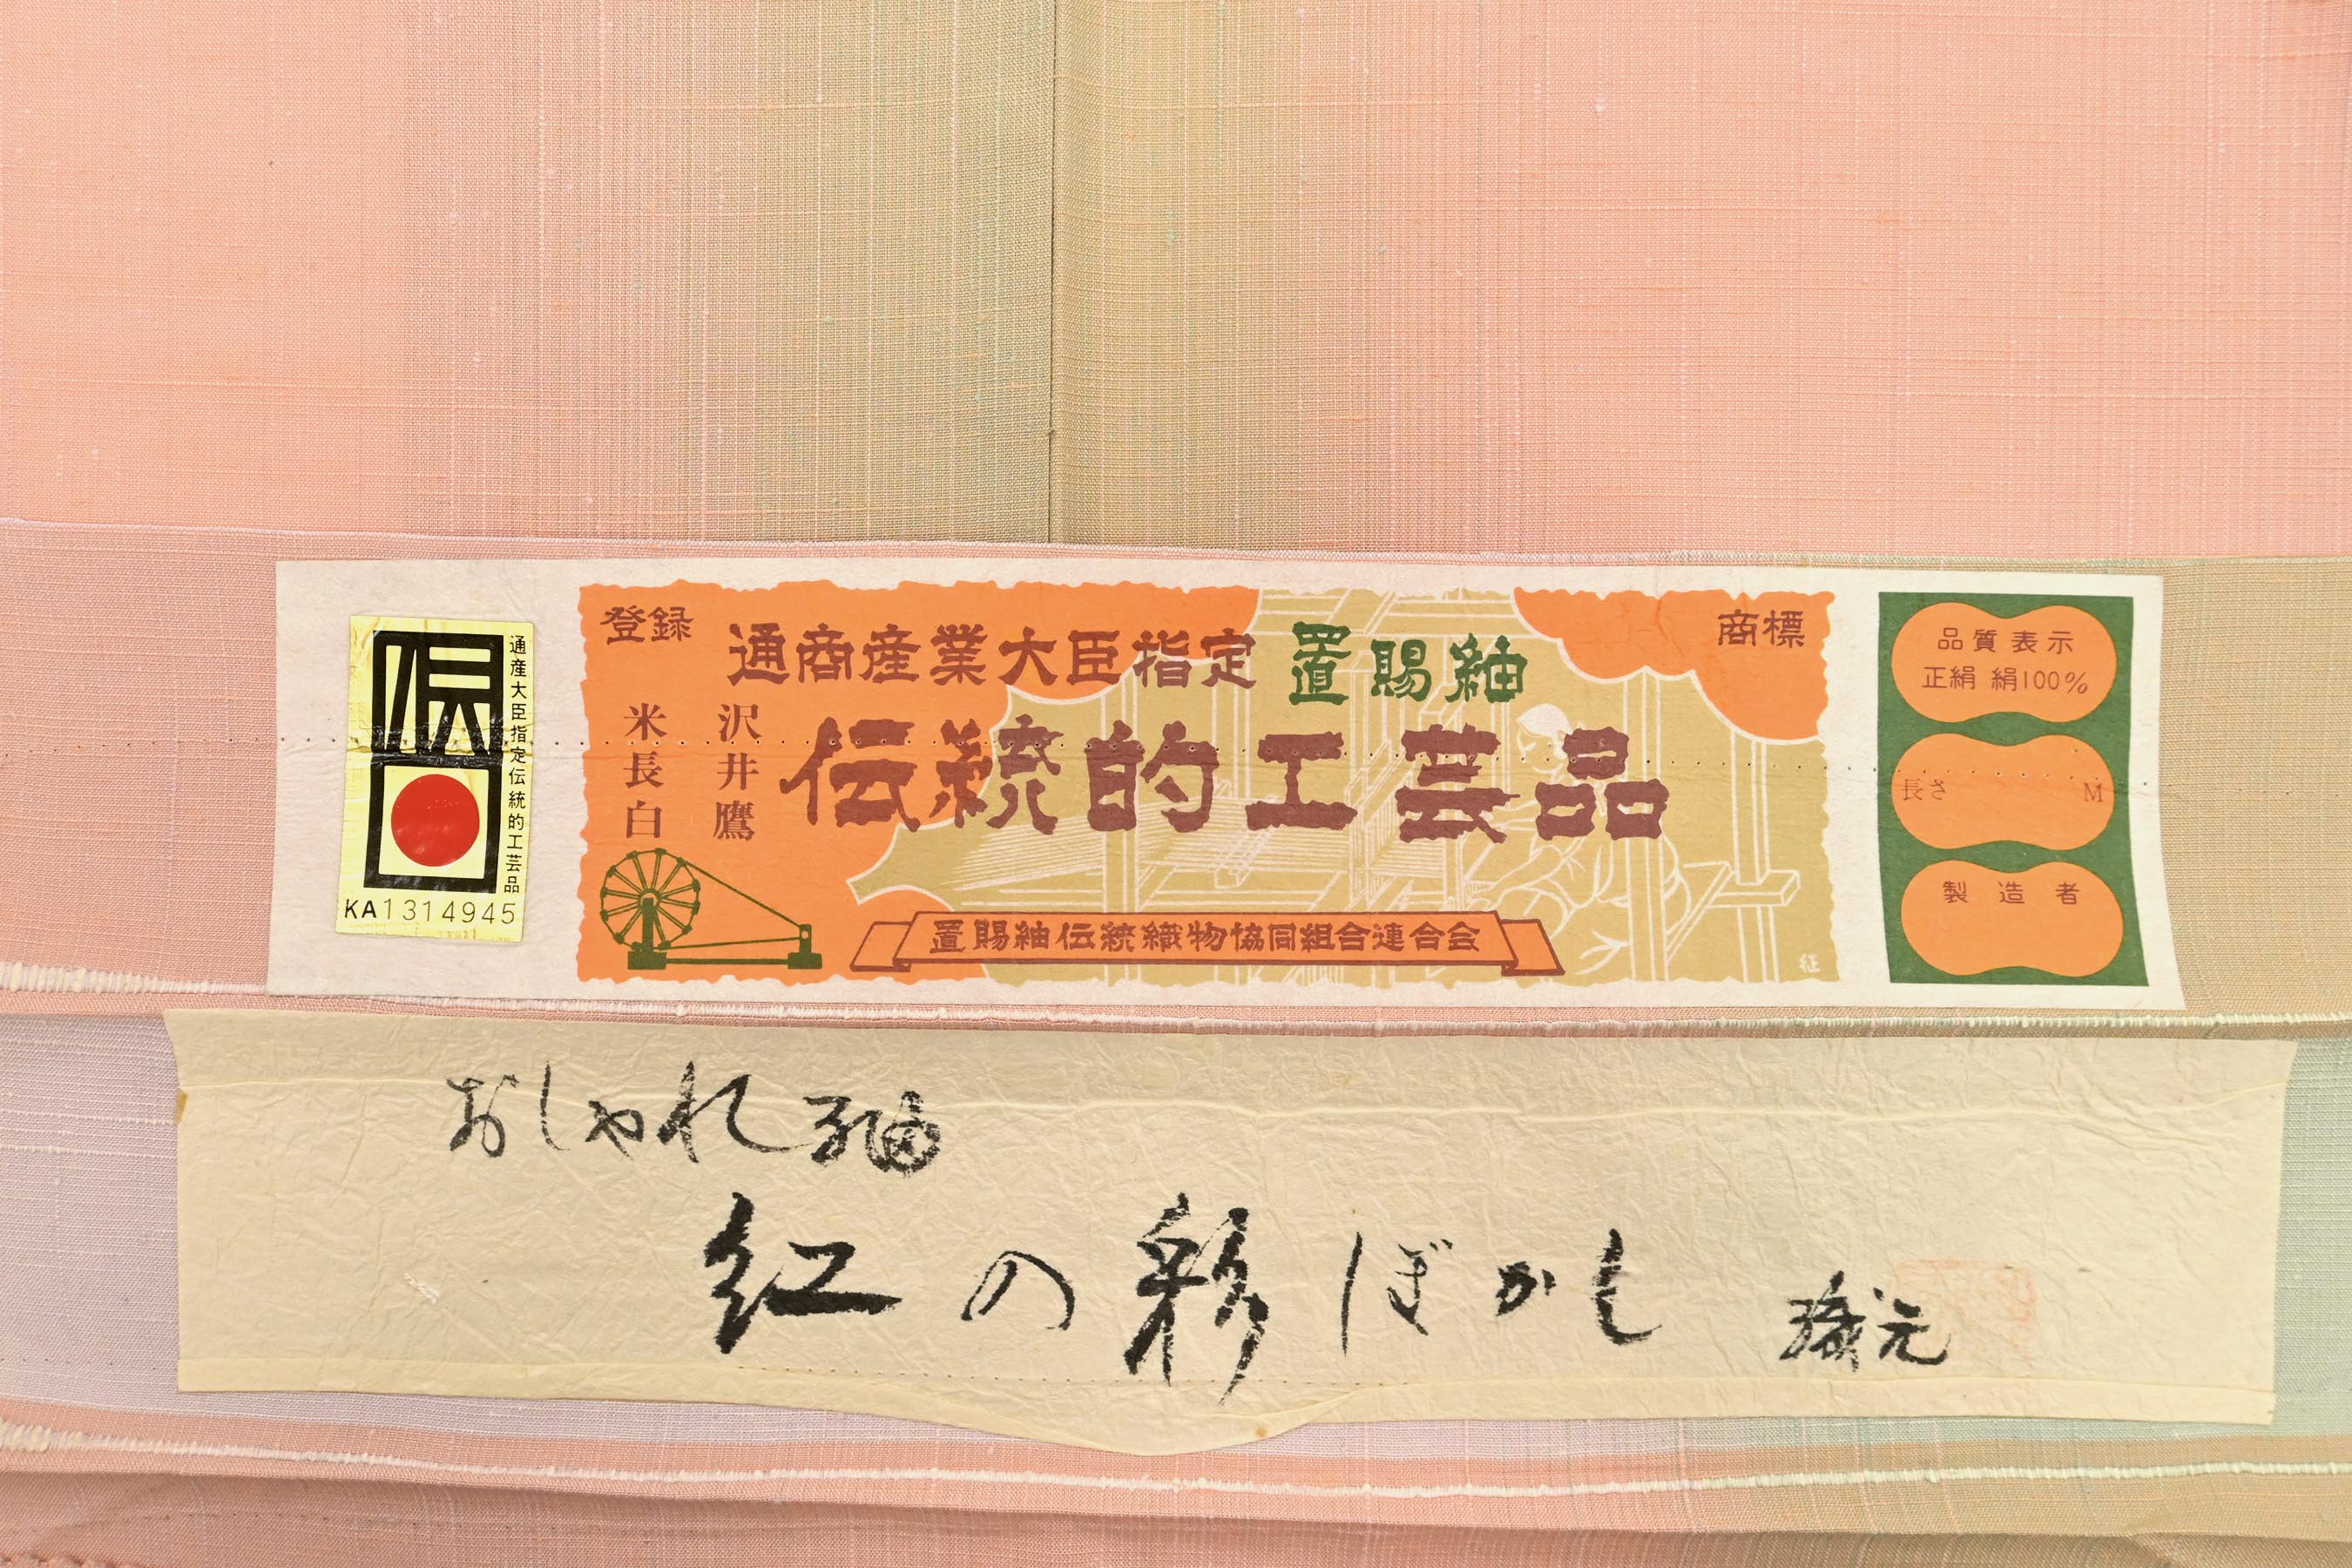 伝
通産大臣指定伝統的工芸品
KA1314945
登録
商標
通商産業大臣指定 置賜紬
伝統的工芸品
米沢
長井
白鷹
置賜紬伝統織物協同組合連合会
征
品質表示
正絹 絹100%
長さ M
製造者
おしゃれ紬
紅の彩ぼかし
織元